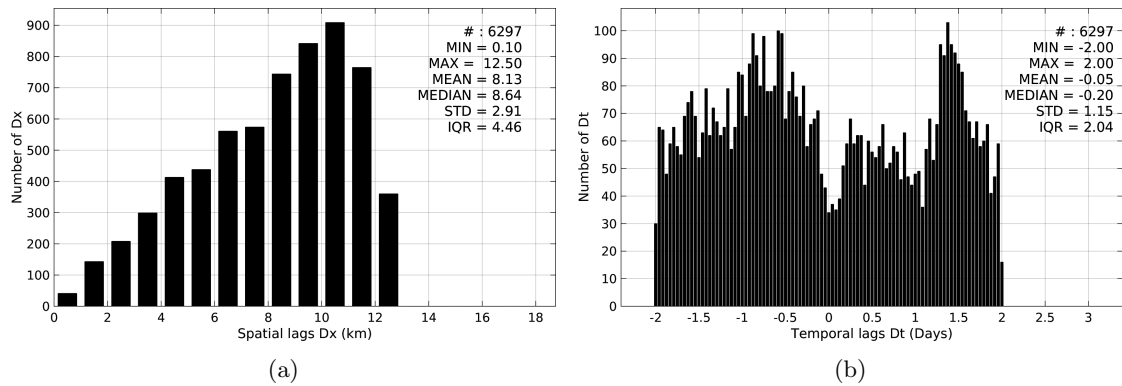 900
800
700
600
500
400
300
200
100
0
Number of Dx
# : 6297
MIN = 0.10
MAX = 12.50
MEAN = 8.13
MEDIAN = 8.64
STD = 2.91
IQR = 4.46
0 2 4 6 8 10 12 14 16 18
Spatial lags Dx (km)
(a)
100
90
80
70
60
50
40
30
20
10
0
Number of Dt
# : 6297
MIN = -2.00
MAX = 2.00
MEAN = -0.05
MEDIAN = -0.20
STD = 1.15
IQR = 2.04
-2 -1.5 -1 -0.5 0 0.5 1 1.5 2 2.5 3
Temporal lags Dt (Days)
(b)